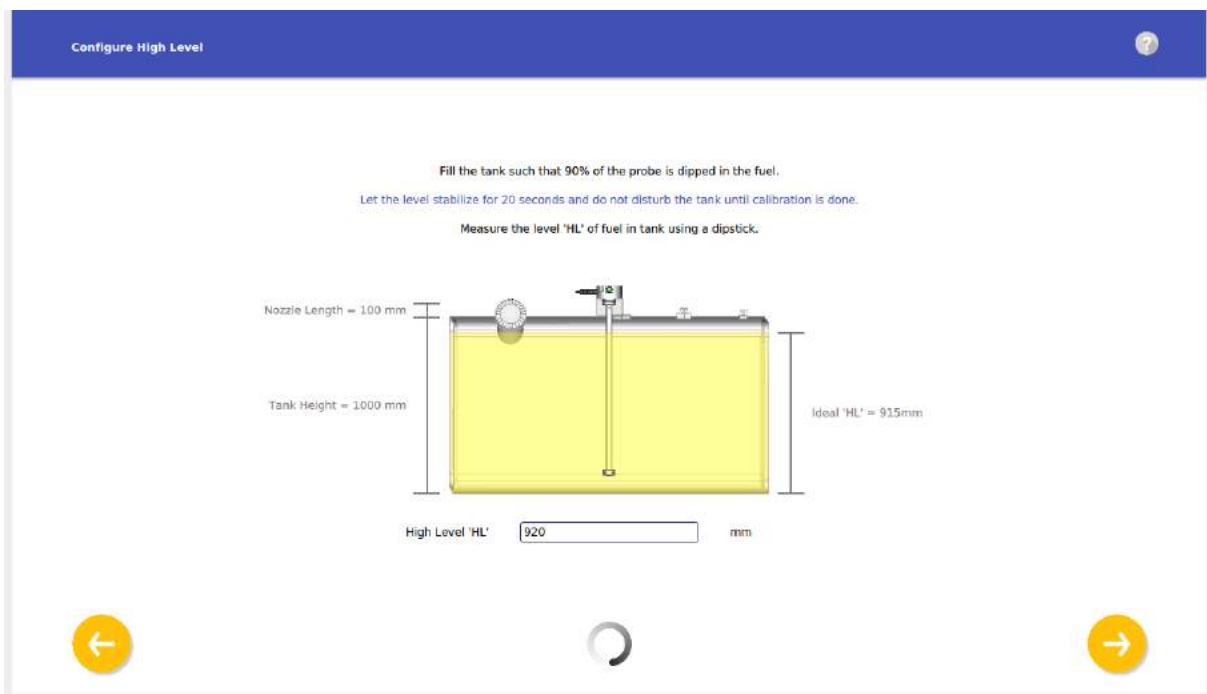 Configure High Level
?
Fill the tank such that 90% of the probe is dipped in the fuel.
Let the level stabilize for 20 seconds and do not disturb the tank until calibration is done.
Measure the level 'HL' of fuel in tank using a dipstick.
Nozzle Length = 100 mm
Tank Height = 1000 mm
Ideal 'HL' = 915mm
High Level 'HL' 920 mm